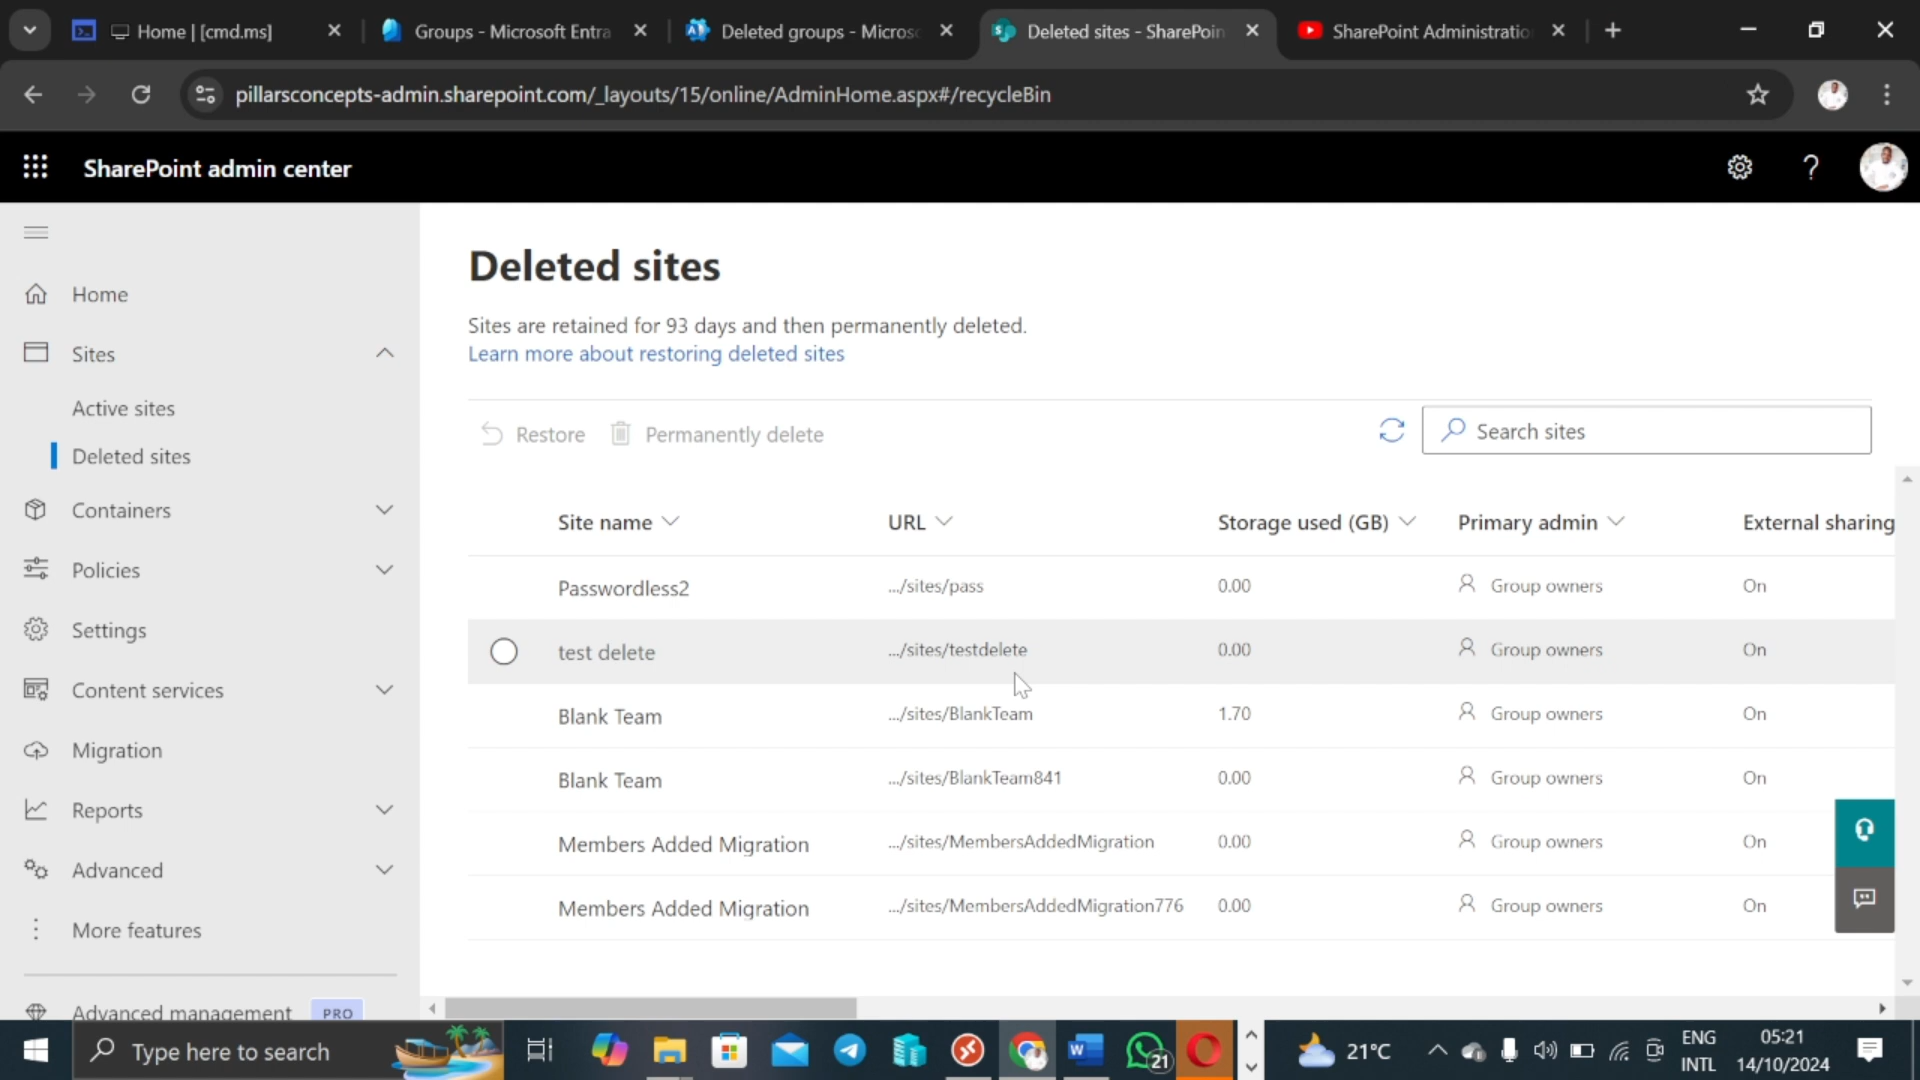 Home | [cmd.ms]
Groups - Microsoft Entra
Deleted groups - Micros
Deleted sites - SharePoin
SharePoint Administratio
pillarsconcepts-admin.sharepoint.com/_layouts/15/online/AdminHome.aspx#/recycleBin
SharePoint admin center
Home
Sites
Active sites
Deleted sites
Containers
Policies
Settings
Content services
Migration
Reports
Advanced
More features
Advanced management PRO
Deleted sites
Sites are retained for 93 days and then permanently deleted.
Learn more about restoring deleted sites
Restore Permanently delete Search sites
Site name URL Storage used (GB) Primary admin External sharing
Passwordless2 .../sites/pass 0.00 Group owners On
test delete .../sites/testdelete 0.00 Group owners On
Blank Team .../sites/BlankTeam 1.70 Group owners On
Blank Team .../sites/BlankTeam841 0.00 Group owners On
Members Added Migration .../sites/MembersAddedMigration 0.00 Group owners On
Members Added Migration .../sites/MembersAddedMigration776 0.00 Group owners On
Type here to search
21
21°C
ENG
INTL
05:21
14/10/2024